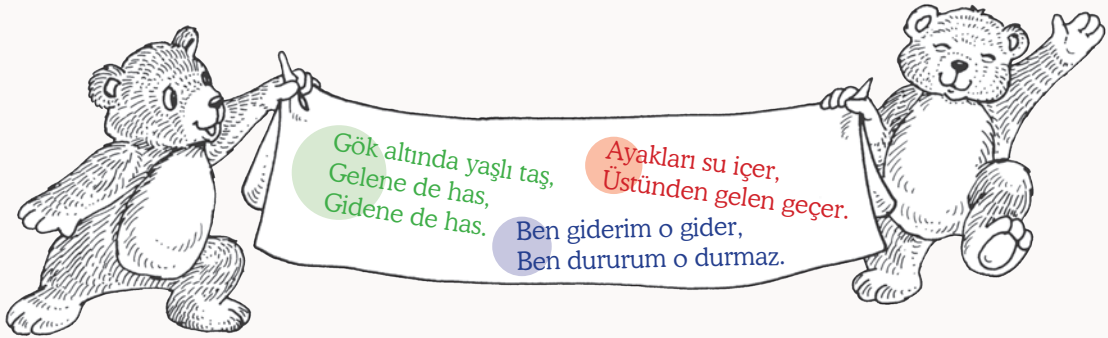 Gök altında yaşlı taş,
Gelene de has,
Gidene de has.
Ayakları su içer,
Üstünden gelen geçer.
Ben giderim o gider,
Ben dururum o durmaz.